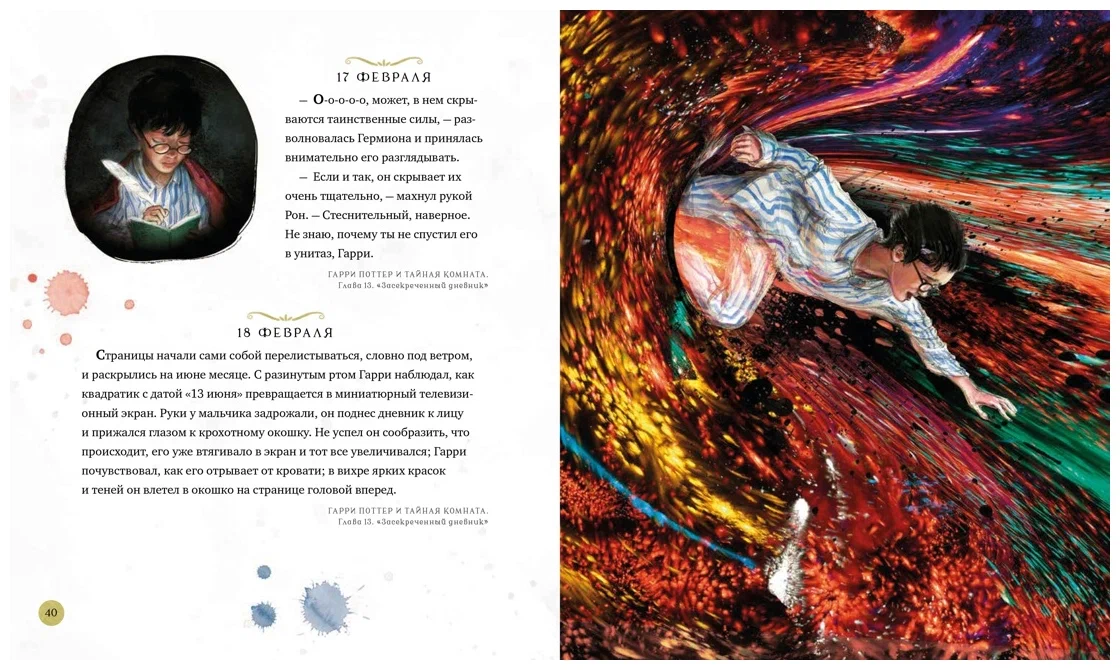 17 ФЕВРАЛЯ
— О-о-о-о-о, может, в нем скры-
ваются таинственные силы, — раз-
волновалась Гермиона и принялась
внимательно его разглядывать.
— Если и так, он скрывает их
очень тщательно, — махнул рукой
Рон. — Стеснительный, наверное.
Не знаю, почему ты не спустил его
в унитаз, Гарри.
ГАРРИ ПОТТЕР И ТАЙНАЯ КОМНАТА.
Глава 13. «Засекреченный дневник»
18 ФЕВРАЛЯ
Страницы начали сами собой перелистываться, словно под ветром,
и раскрылись на июне месяце. С разинутым ртом Гарри наблюдал, как
квадратик с датой «13 июня» превращается в миниатюрный телевизи-
онный экран. Руки у мальчика задрожали, он поднес дневник к лицу
и прижался глазом к крохотному окошку. Не успел он сообразить, что
происходит, его уже втягивало в экран и тот все увеличивался; Гарри
почувствовал, как его отрывает от кровати; в вихре ярких красок
и теней он влетел в окошко на странице головой вперед.
ГАРРИ ПОТТЕР И ТАЙНАЯ КОМНАТА.
Глава 13. «Засекреченный дневник»
40